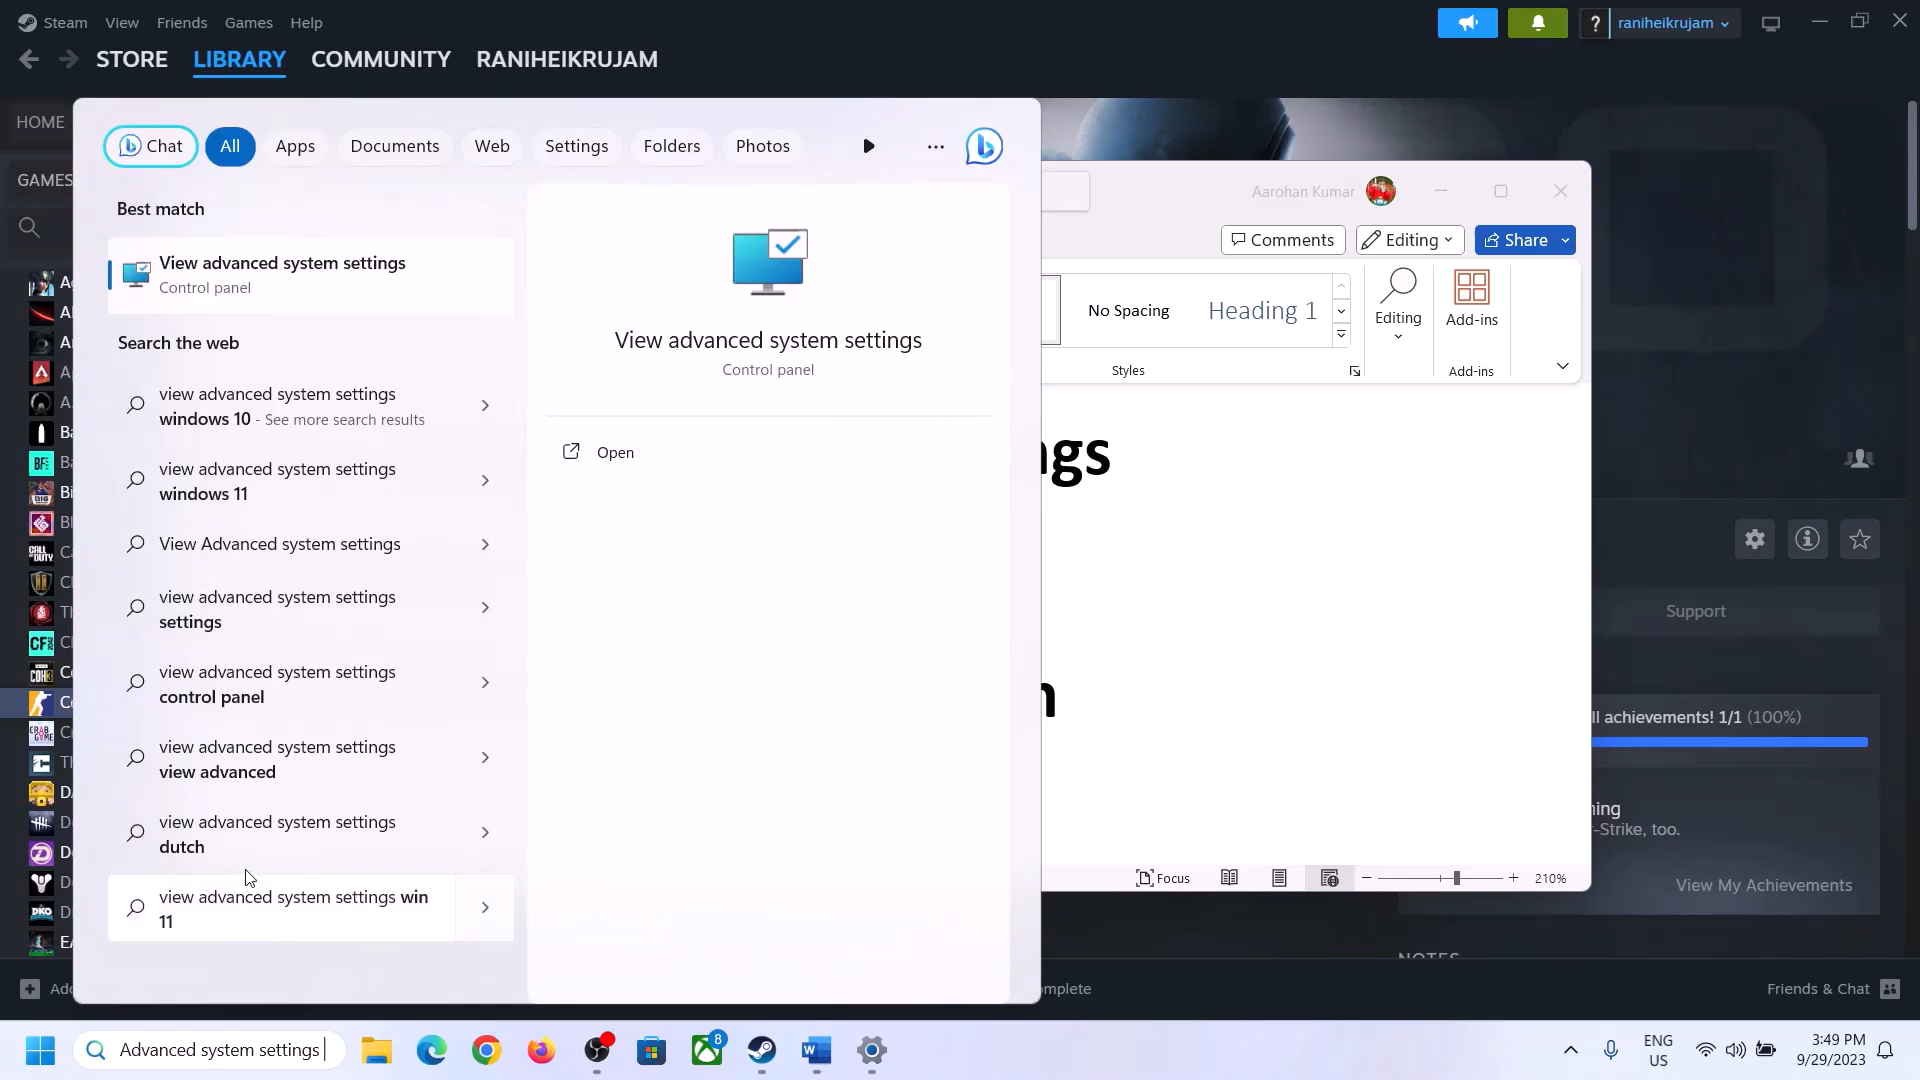 Steam View Friends Games Help
raniheikrujam
STORE LIBRARY COMMUNITY RANIHEIKRUJAM
HOME
GAMES
Chat All Apps Documents Web Settings Folders Photos
Best match
View advanced system settings
Control panel
Search the web
view advanced system settings
windows 10 - See more search results
view advanced system settings
windows 11
View Advanced system settings
view advanced system settings
settings
view advanced system settings
control panel
view advanced system settings
view advanced
view advanced system settings
dutch
view advanced system settings win
11
View advanced system settings
Control panel
Open
Aarohan Kumar
Comments Editing Share
No Spacing Heading 1
Editing
Add-ins
Styles
Add-ins
ngs
n
Focus
210%
Support
ll achievements! 1/1 (100%)
ning
-Strike, too.
View My Achievements
Add
mplete
Friends & Chat
Advanced system settings
8
ENG
US
3:49 PM
9/29/2023